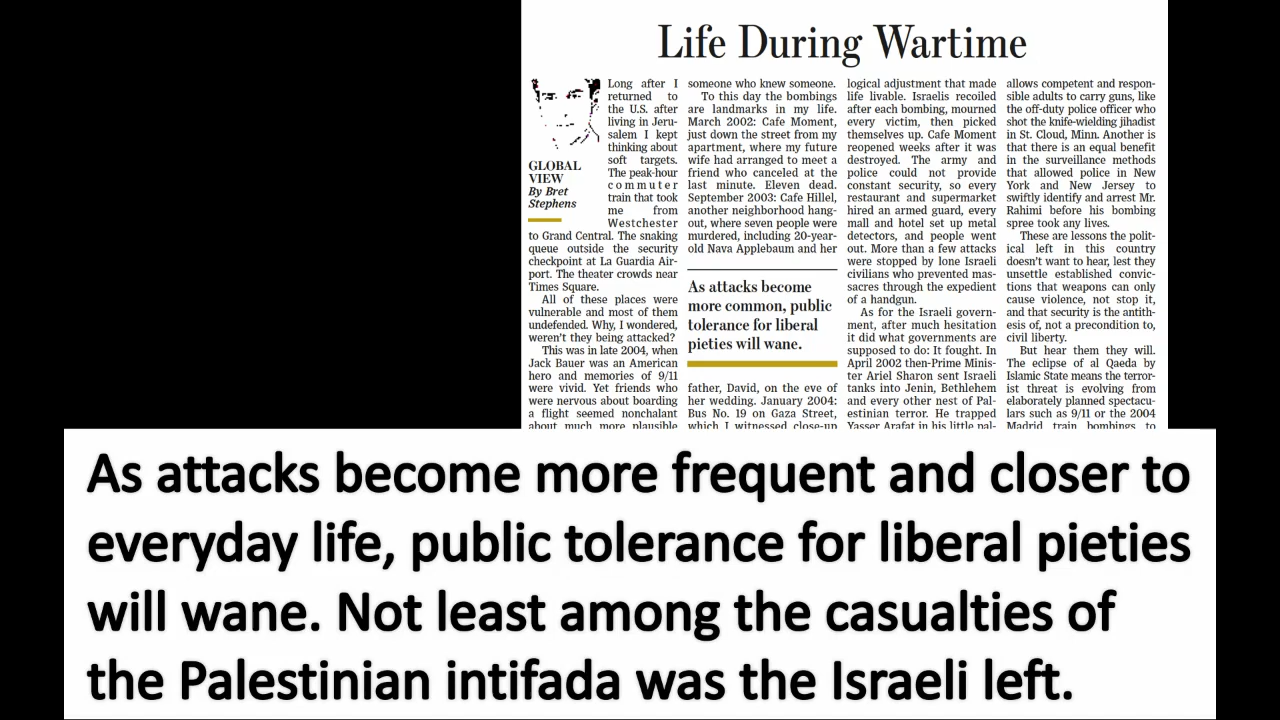 Life During Wartime
Long after I
returned to
the U.S. after
living in Jeru-
salem I kept
thinking about
soft targets.
The peak-hour
commuter
train that took
me from
Westchester
GLOBAL
VIEW
By Bret
Stephens
to Grand Central. The snaking
queue outside the security
checkpoint at La Guardia Air-
port. The theater crowds near
Times Square.
All of these places were
vulnerable and most of them
undefended. Why, I wondered,
weren't they being attacked?
This was in late 2004, when
Jack Bauer was an American
hero and memories of 9/11
were vivid. Yet friends who
were nervous about boarding
a flight seemed nonchalant
about much more plausible
someone who knew someone.
To this day the bombings
are landmarks in my life.
March 2002: Cafe Moment,
just down the street from my
apartment, where my future
wife had arranged to meet a
friend who canceled at the
last minute. Eleven dead.
September 2003: Cafe Hillel,
another neighborhood hang-
out, where seven people were
murdered, including 20-year-
old Nava Applebaum and her
As attacks become
more common, public
tolerance for liberal
pieties will wane.
father, David, on the eve of
her wedding. January 2004:
Bus No. 19 on Gaza Street,
which I witnessed close-up
logical adjustment that made
life livable. Israelis recoiled
after each bombing, mourned
every victim, then picked
themselves up. Cafe Moment
reopened weeks after it was
destroyed. The army and
police could not provide
constant security, so every
restaurant and supermarket
hired an armed guard, every
mall and hotel set up metal
detectors, and people went
out. More than a few attacks
were stopped by lone Israeli
civilians who prevented mas-
sacres through the expedient
of a handgun.
As for the Israeli govern-
ment, after much hesitation
it did what governments are
supposed to do: It fought. In
April 2002 then-Prime Minis-
ter Ariel Sharon sent Israeli
tanks into Jenin, Bethlehem
and every other nest of Pal-
estinian terror. He trapped
Yasser Arafat in his little pal-
allows competent and respon-
sible adults to carry guns, like
the off-duty police officer who
shot the knife-wielding jihadist
in St. Cloud, Minn. Another is
that there is an equal benefit
in the surveillance methods
that allowed police in New
York and New Jersey to
swiftly identify and arrest Mr.
Rahimi before his bombing
spree took any lives.
These are lessons the polit-
ical left in this country
doesn't want to hear, lest they
unsettle established convic-
tions that weapons can only
cause violence, not stop it,
and that security is the antith-
esis of, not a precondition to,
civil liberty.
But hear them they will.
The eclipse of al Qaeda by
Islamic State means the terror-
ist threat is evolving from
elaborately planned spectacu-
lars such as 9/11 or the 2004
Madrid train bombings to
As attacks become more frequent and closer to
everyday life, public tolerance for liberal pieties
will wane. Not least among the casualties of
the Palestinian intifada was the Israeli left.